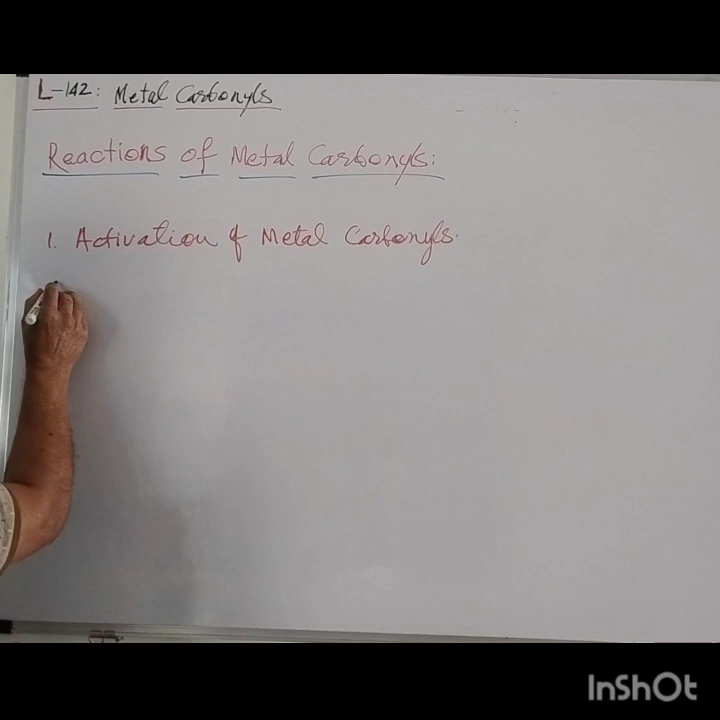 L-142: Metal Carbonyls
Reactions of Metal Carbonyls:
1. Activation of Metal Carbonyls.
InShOt